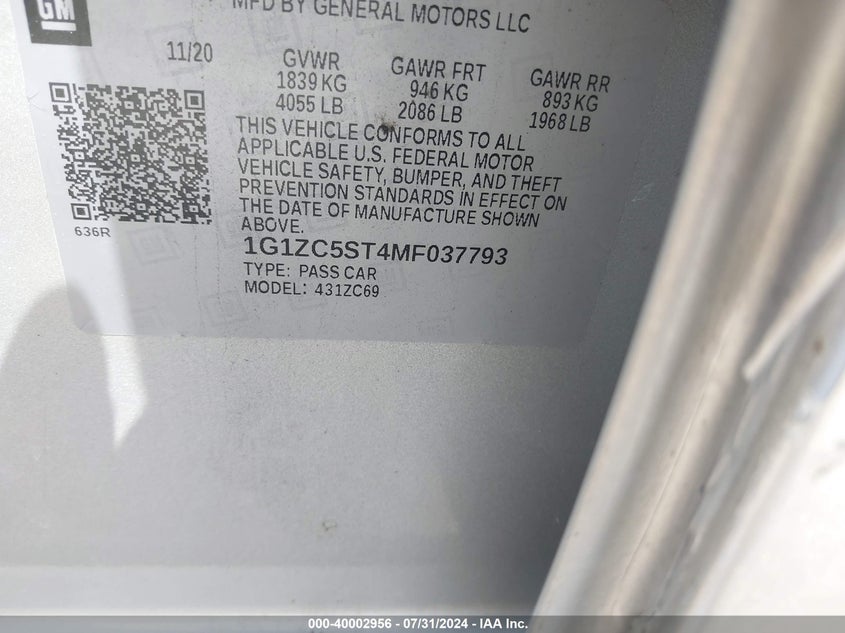 GM
MFD BY GENERAL MOTORS LLC
11/20 GVWR GAWR FRT GAWR RR
1839 KG 946 KG 893 KG
4055 LB 2086 LB 1968 LB
THIS VEHICLE CONFORMS TO ALL
APPLICABLE U.S. FEDERAL MOTOR
VEHICLE SAFETY, BUMPER, AND THEFT
PREVENTION STANDARDS IN EFFECT ON
THE DATE OF MANUFACTURE SHOWN
ABOVE.
636R
1G1ZC5ST4MF037793
TYPE: PASS CAR
MODEL: 431ZC69
000-40002956 - 07/31/2024 - IAA Inc.